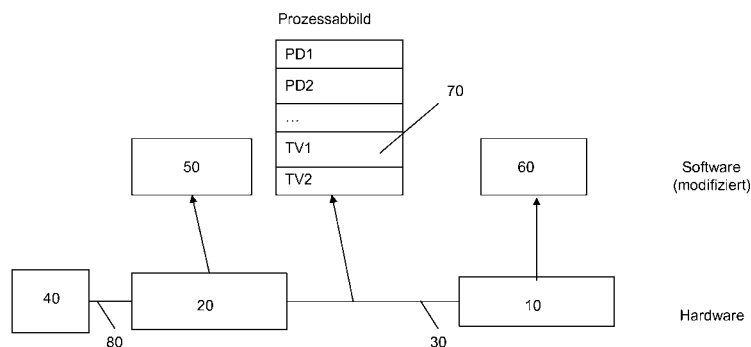 Prozessabbild
PD1
PD2
...
TV1
TV2
70
50
60
Software
(modifiziert)
40
20
10
Hardware
80
30